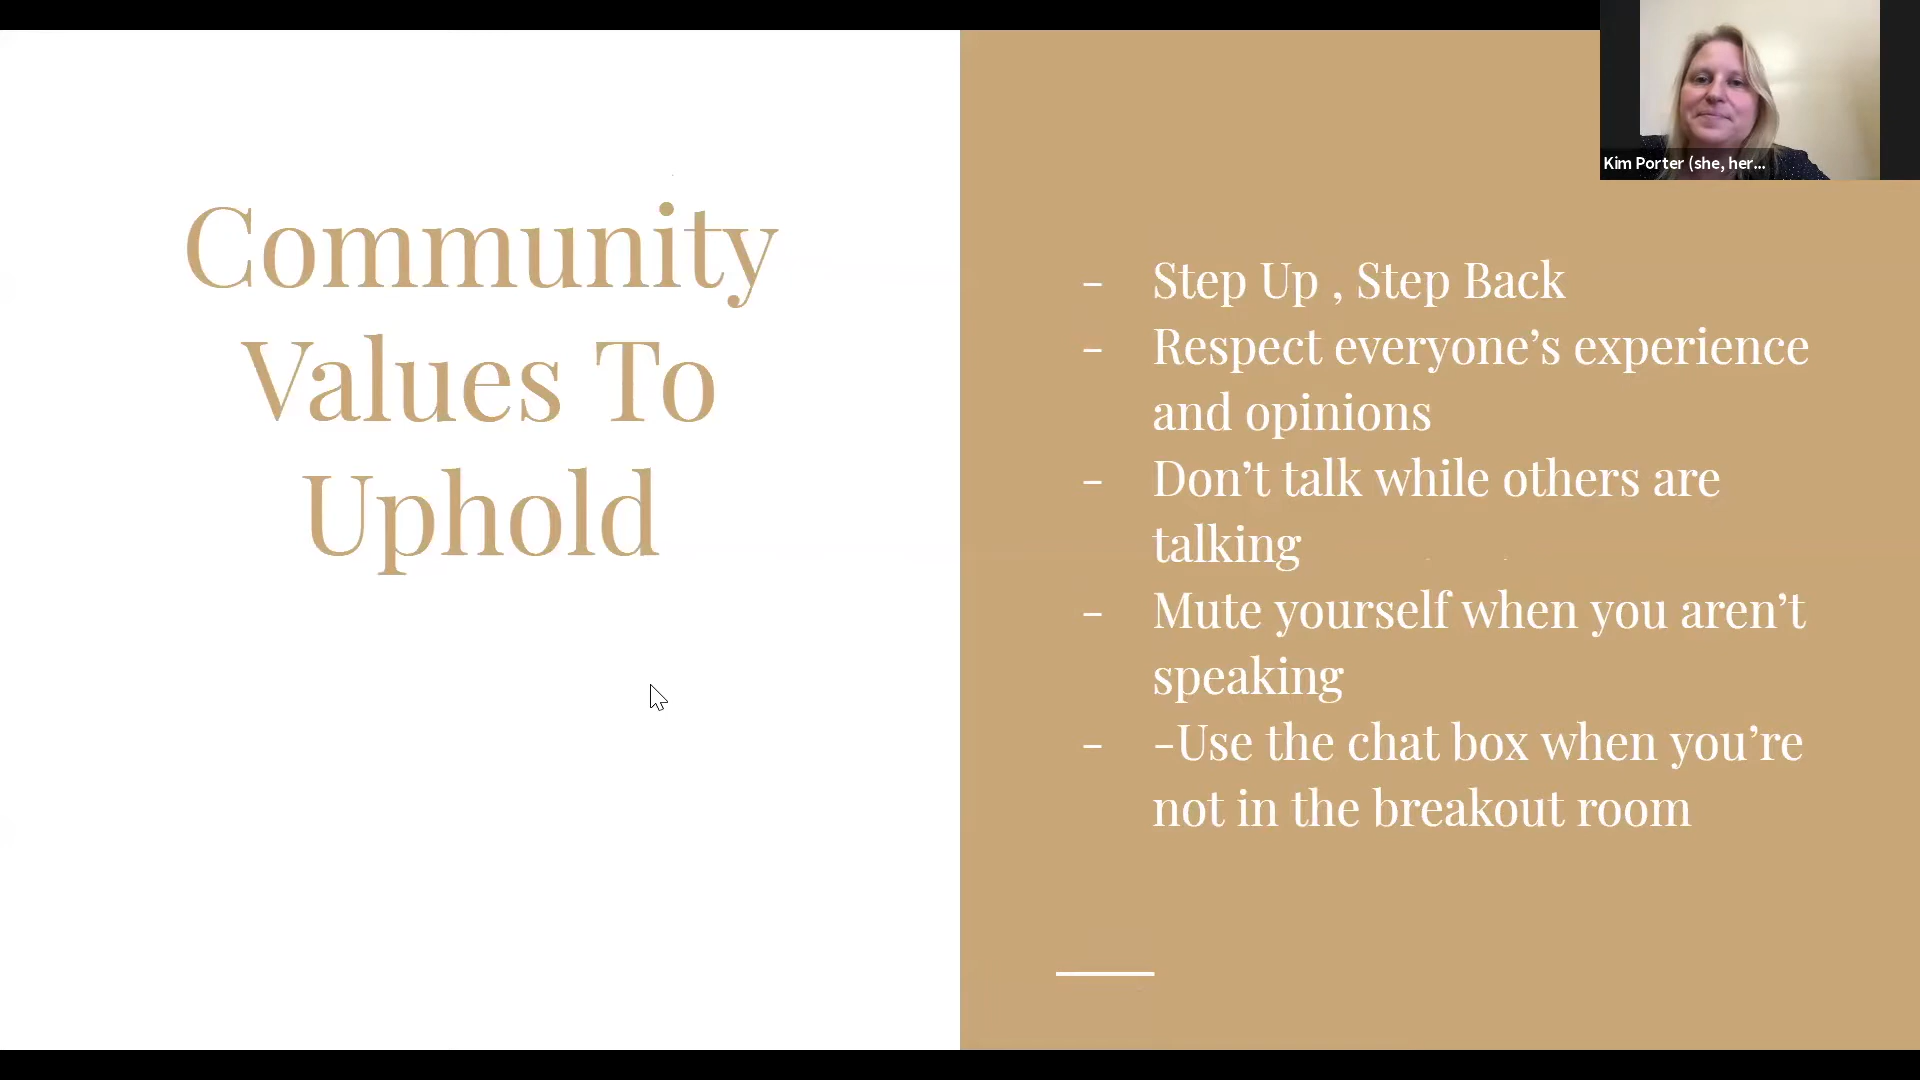 Community
Values To
Uphold
- Step Up , Step Back
- Respect everyone’s experience
and opinions
- Don’t talk while others are
talking
- Mute yourself when you aren’t
speaking
- -Use the chat box when you’re
not in the breakout room
Kim Porter (she, her...